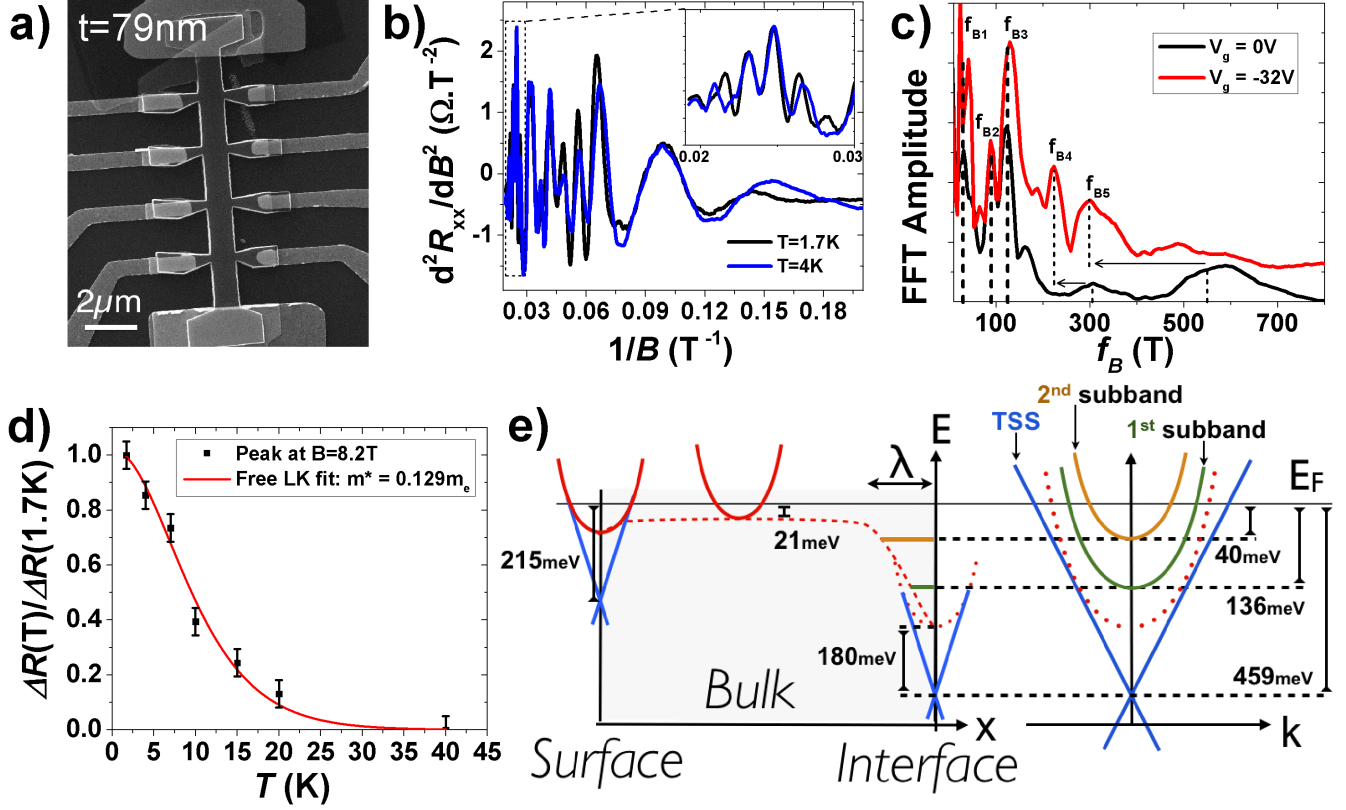 a)
t=79nm
2μm
b)
d²Rxx/dB² (Ω.T⁻²)
2
1
0
-1
0.03 0.06 0.09 0.12 0.15 0.18
1/B (T⁻¹)
T=1.7K
T=4K
0.02 0.03
c)
FFT Amplitude
fB1
fB2
fB3
fB4
fB5
Vg = 0V
Vg = -32V
100 300 500 700
fB (T)
d)
ΔR(T)/ΔR(1.7K)
1.0
0.8
0.6
0.4
0.2
0.0
Peak at B=8.2T
Free LK fit: m* = 0.129me
0 5 10 15 20 25 30 35 40 45
T (K)
e)
215meV
21meV
λ
E
180meV
Bulk
x
Surface
Interface
2nd subband
TSS
1st subband
EF
40meV
136meV
459meV
k